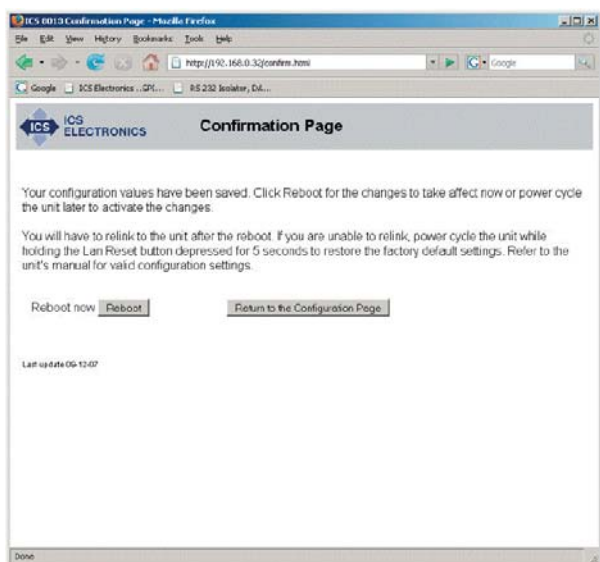 ICS 8013 Confirmation Page - Mozilla Firefox
File Edit View History Bookmarks Tools Help
http://192.168.0.32/confirm.html
Google
Google ICS Electronics ..GPI... RS 232 Isolator, DA...
ICS
ICS
ELECTRONICS
Confirmation Page
Your configuration values have been saved. Click Reboot for the changes to take affect now or power cycle
the unit later to activate the changes.
You will have to relink to the unit after the reboot. If you are unable to relink, power cycle the unit while
holding the Lan Reset button depressed for 5 seconds to restore the factory default settings. Refer to the
unit's manual for valid configuration settings.
Reboot now Reboot Return to the Configuration Page
Last update 09-12-07
Done